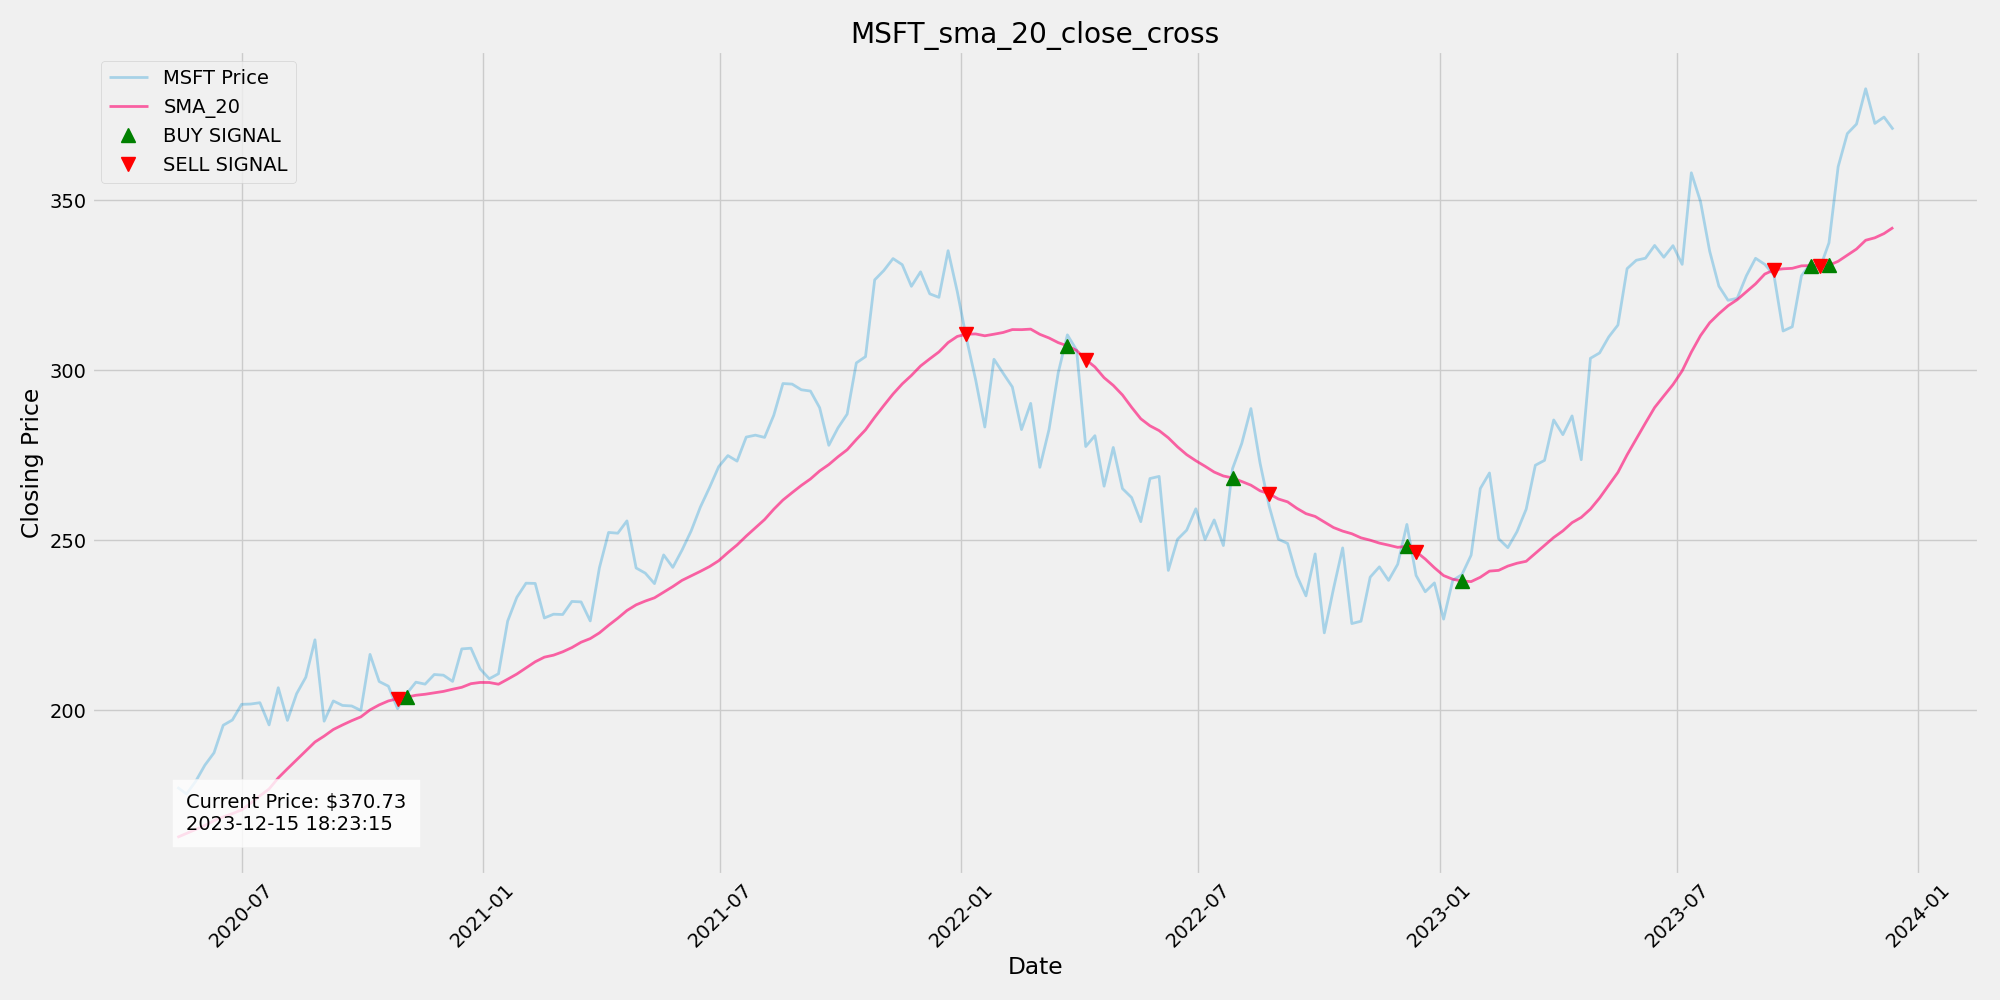 MSFT_sma_20_close_cross
MSFT Price
SMA_20
BUY SIGNAL
SELL SIGNAL
350
300
250
200
Closing Price
Current Price: $370.73
2023-12-15 18:23:15
2020-07
2021-01
2021-07
2022-01
2022-07
2023-01
2023-07
2024-01
Date